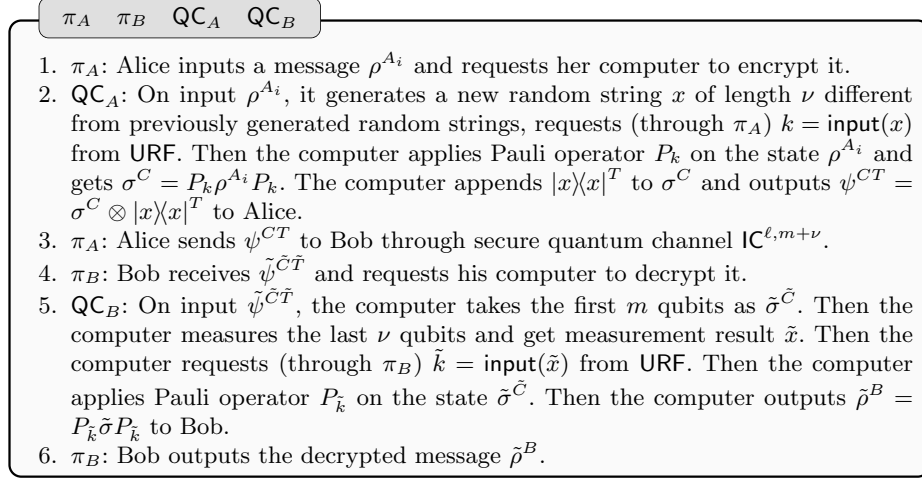 π_A π_B QC_A QC_B
1. π_A: Alice inputs a message ρ^{A_i} and requests her computer to encrypt it.
2. QC_A: On input ρ^{A_i}, it generates a new random string x of length ν different
from previously generated random strings, requests (through π_A) k = input(x)
from URF. Then the computer applies Pauli operator P_k on the state ρ^{A_i} and
gets σ^C = P_kρ^{A_i}P_k. The computer appends |x⟩⟨x|^T to σ^C and outputs ψ^{CT} =
σ^C ⊗ |x⟩⟨x|^T to Alice.
3. π_A: Alice sends ψ^{CT} to Bob through secure quantum channel IC^{ℓ,m+ν}.
4. π_B: Bob receives ψ̃^{C̃T̃} and requests his computer to decrypt it.
5. QC_B: On input ψ̃^{C̃T̃}, the computer takes the first m qubits as σ̃^{C̃}. Then the
computer measures the last ν qubits and get measurement result x̃. Then the
computer requests (through π_B) k̃ = input(x̃) from URF. Then the computer
applies Pauli operator P_{k̃} on the state σ̃^{C̃}. Then the computer outputs ρ̃^B =
P_{k̃}σ̃P_{k̃} to Bob.
6. π_B: Bob outputs the decrypted message ρ̃^B.